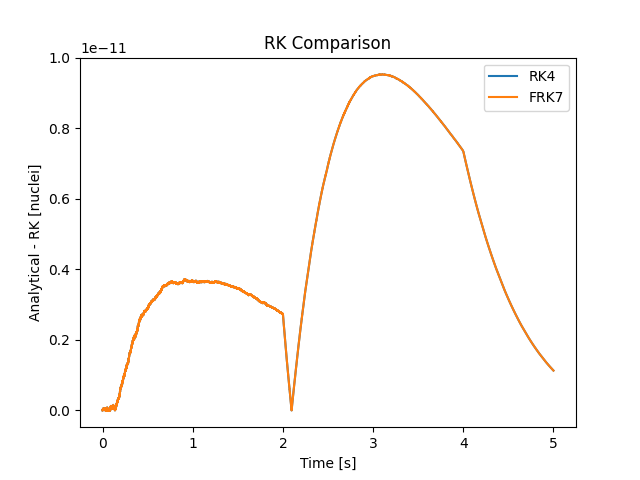 RK Comparison
1e−11
1.0
0.8
0.6
0.4
0.2
0.0
Analytical - RK [nuclei]
RK4
FRK7
0 1 2 3 4 5
Time [s]